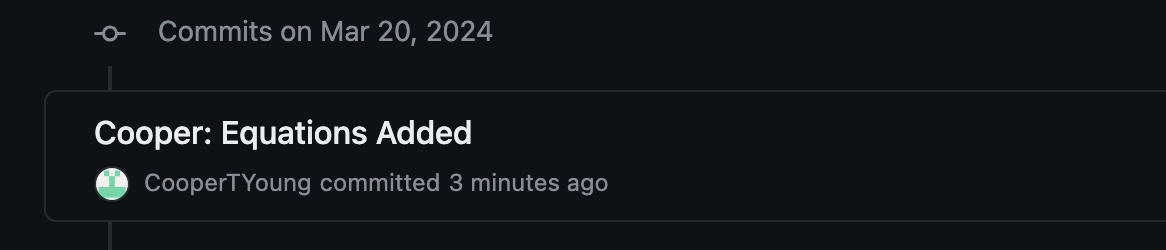 Commits on Mar 20, 2024
Cooper: Equations Added
CooperTYoung committed 3 minutes ago